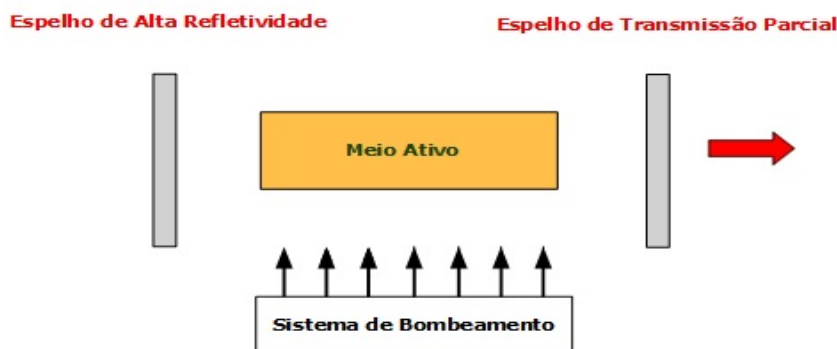 Espelho de Alta Refletividade
Espelho de Transmissão Parcial
Meio Ativo
Sistema de Bombeamento